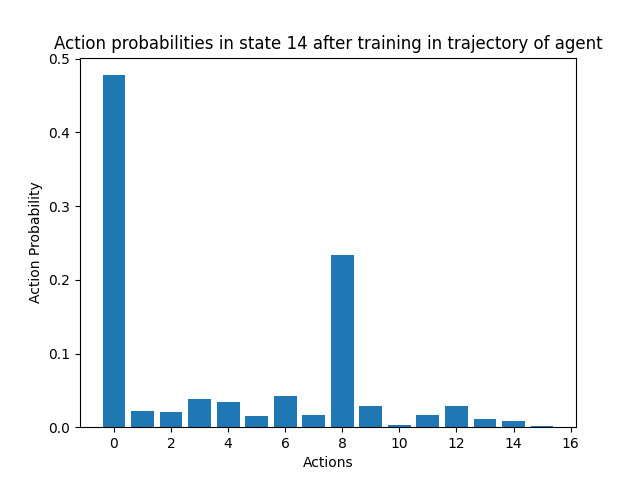 Action probabilities in state 14 after training in trajectory of agent
0.5
0.4
0.3
0.2
0.1
0.0
Action Probability
0 2 4 6 8 10 12 14 16
Actions